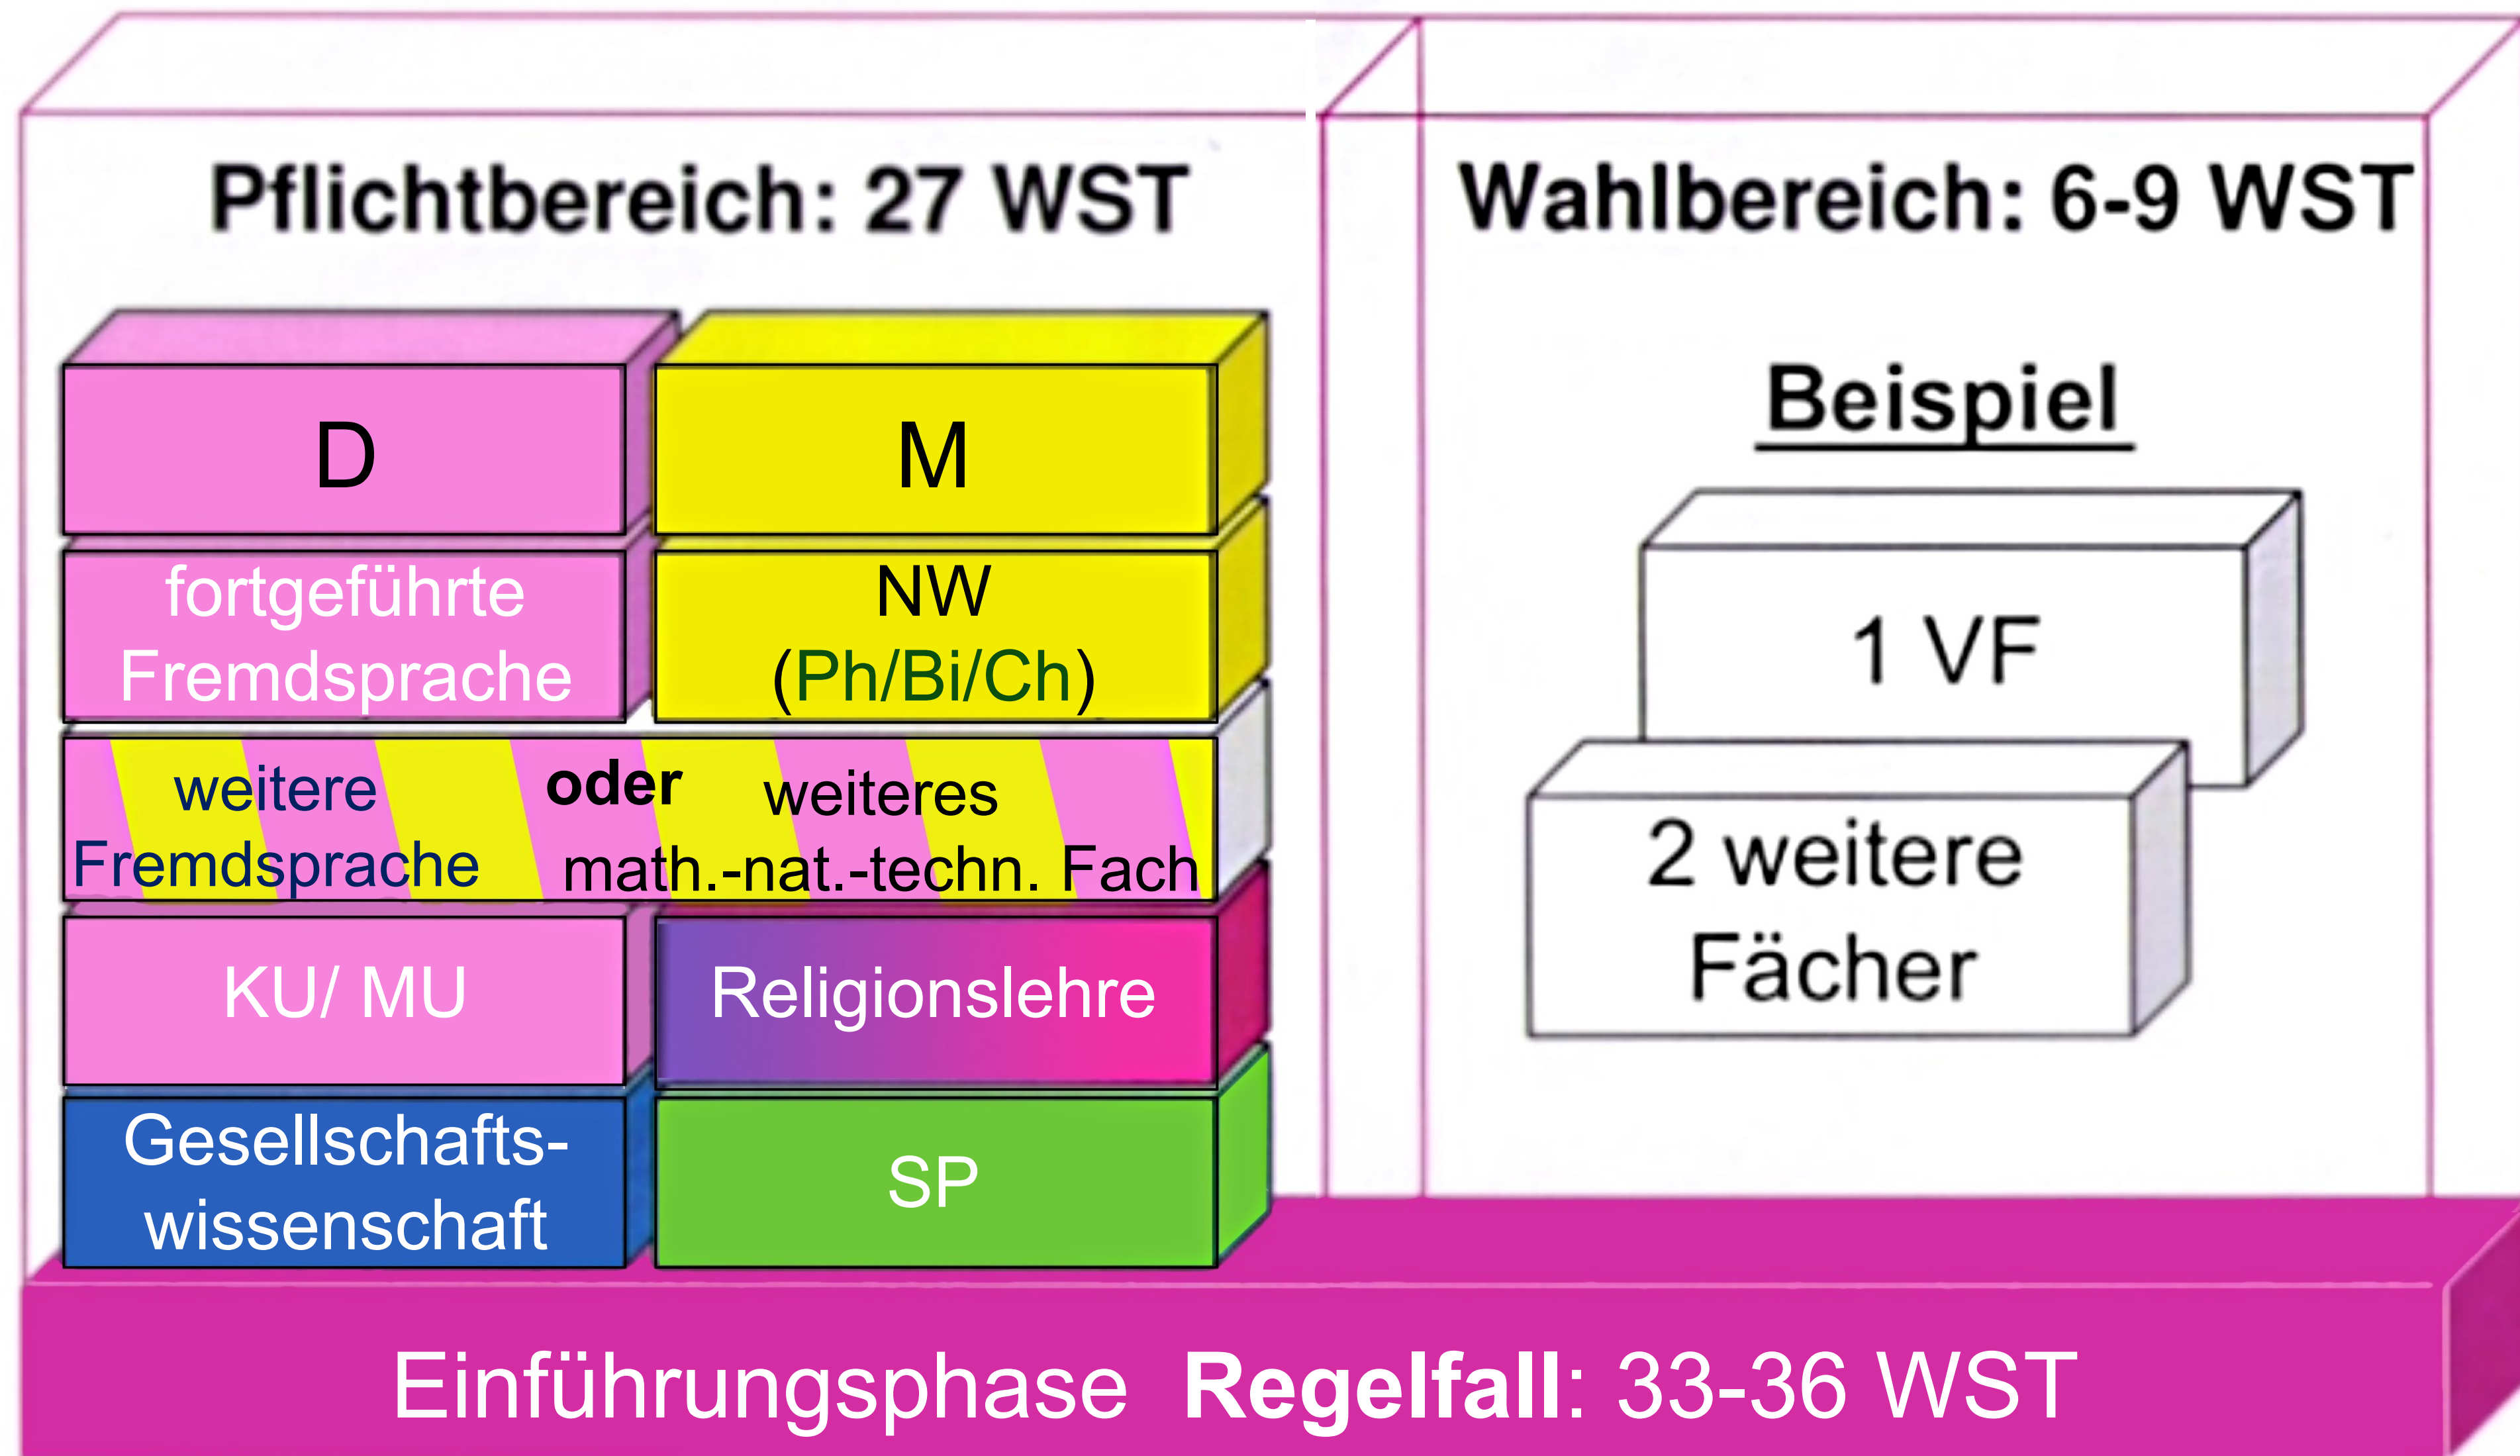 Pflichtbereich: 27 WST
Wahlbereich: 6-9 WST
D
M
fortgeführte
Fremdsprache
NW
(Ph/Bi/Ch)
weitere
Fremdsprache
oder
weiteres
math.-nat.-techn. Fach
KU/ MU
Religionslehre
Gesellschafts-
wissenschaft
SP
Beispiel
1 VF
2 weitere
Fächer
Einführungsphase Regelfall: 33-36 WST